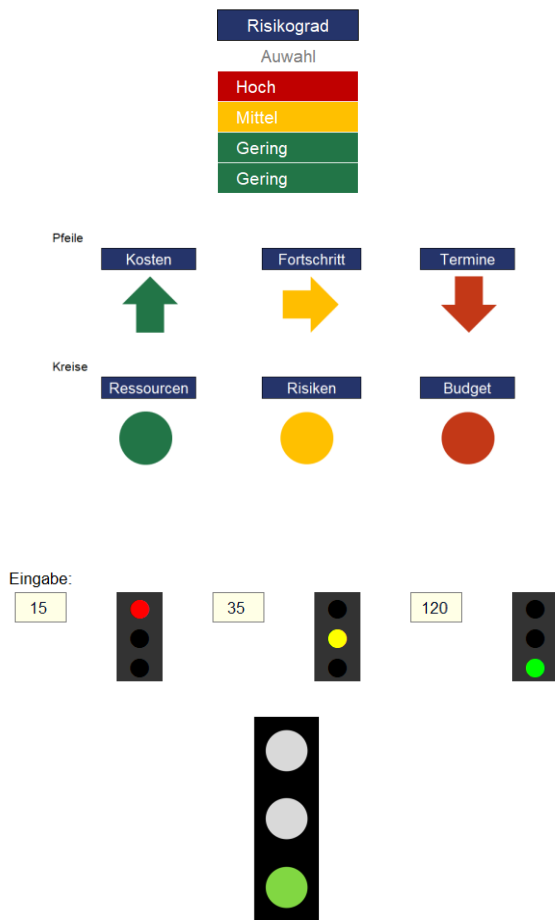 Risikograd
Auwahl
Hoch
Mittel
Gering
Gering
Pfeile
Kosten Fortschritt Termine
Kreise
Ressourcen Risiken Budget
Eingabe:
15 35 120